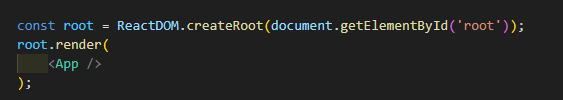 const root = ReactDOM.createRoot(document.getElementById('root'));
root.render(
    <App />
);